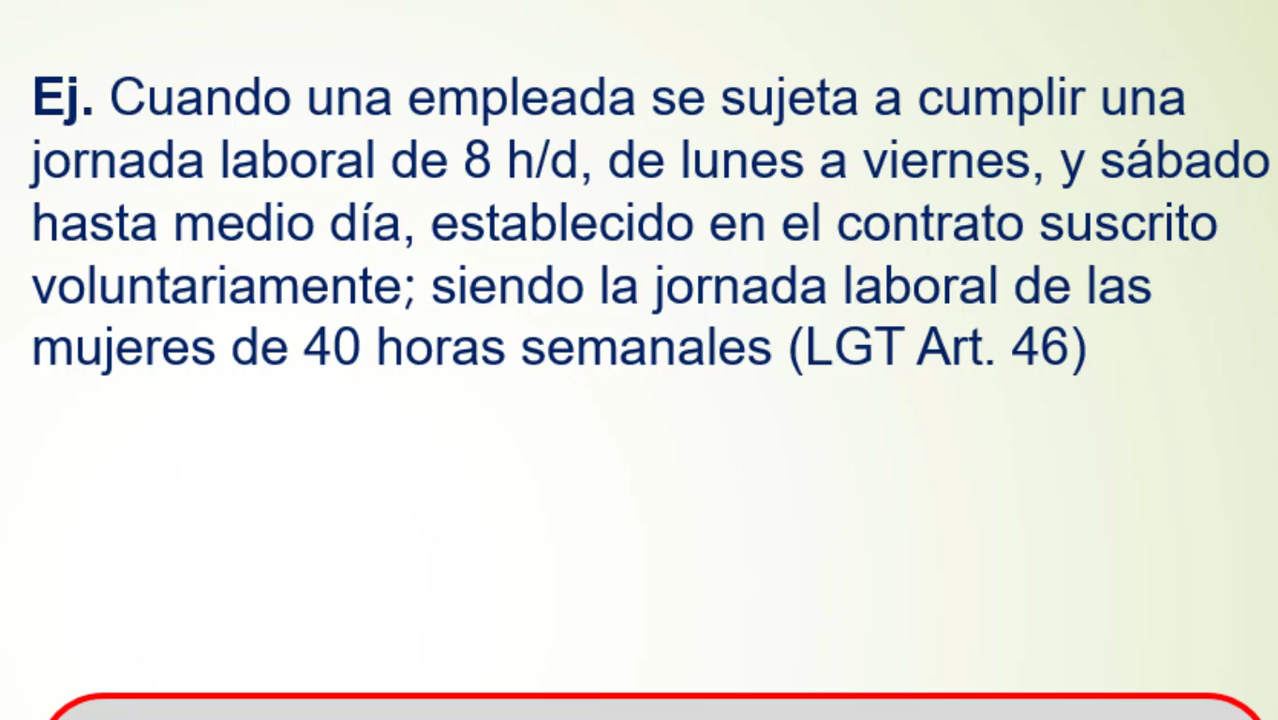 Ej. Cuando una empleada se sujeta a cumplir una
jornada laboral de 8 h/d, de lunes a viernes, y sábado
hasta medio día, establecido en el contrato suscrito
voluntariamente; siendo la jornada laboral de las
mujeres de 40 horas semanales (LGT Art. 46)